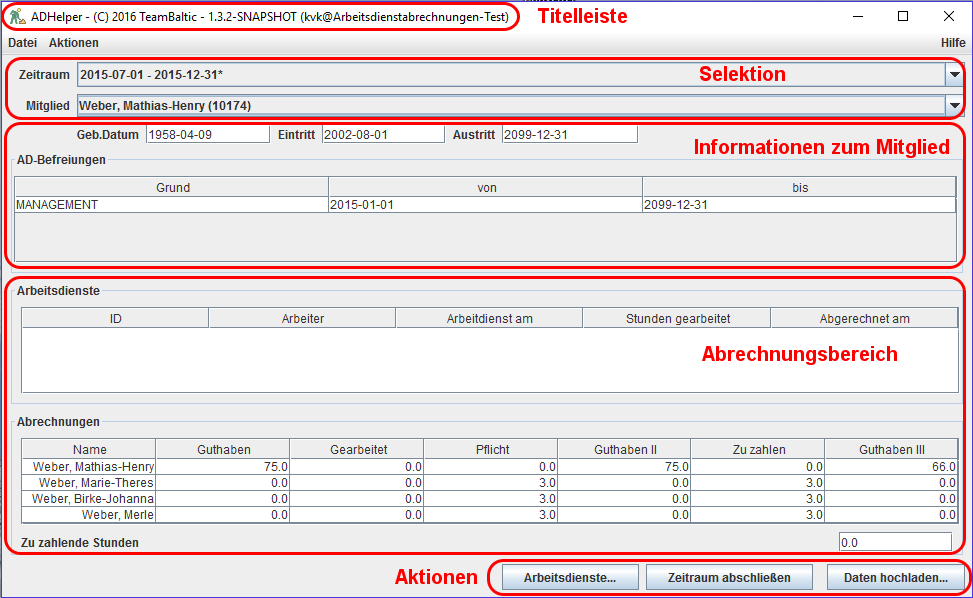 ADHelper - (C) 2016 TeamBaltic - 1.3.2-SNAPSHOT (kvk@Arbeitsdienstabrechnungen-Test) Titelleiste
Datei Aktionen Hilfe
Zeitraum 2015-07-01 - 2015-12-31* Selektion
Mitglied Weber, Mathias-Henry (10174)
Geb.Datum 1958-04-09 Eintritt 2002-08-01 Austritt 2099-12-31
Informationen zum Mitglied
AD-Befreiungen
Grund von bis
MANAGEMENT 2015-01-01 2099-12-31
Arbeitsdienste
ID Arbeiter Arbeitdienst am Stunden gearbeitet Abgerechnet am
Abrechnungsbereich
Abrechnungen
Name Guthaben Gearbeitet Pflicht Guthaben II Zu zahlen Guthaben III
Weber, Mathias-Henry 75.0 0.0 0.0 75.0 0.0 66.0
Weber, Marie-Theres 0.0 0.0 3.0 0.0 3.0 0.0
Weber, Birke-Johanna 0.0 0.0 3.0 0.0 3.0 0.0
Weber, Merle 0.0 0.0 3.0 0.0 3.0 0.0
Zu zahlende Stunden 0.0
Aktionen Arbeitsdienste... Zeitraum abschließen Daten hochladen...